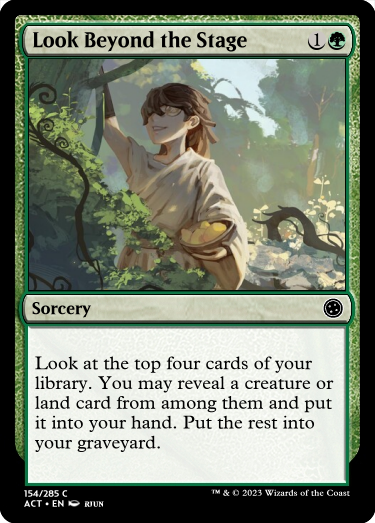 Look Beyond the Stage 1
Sorcery
Look at the top four cards of your
library. You may reveal a creature or
land card from among them and put
it into your hand. Put the rest into
your graveyard.
154/285 C
ACT • EN RJUN
™ & © 2023 Wizards of the Coast